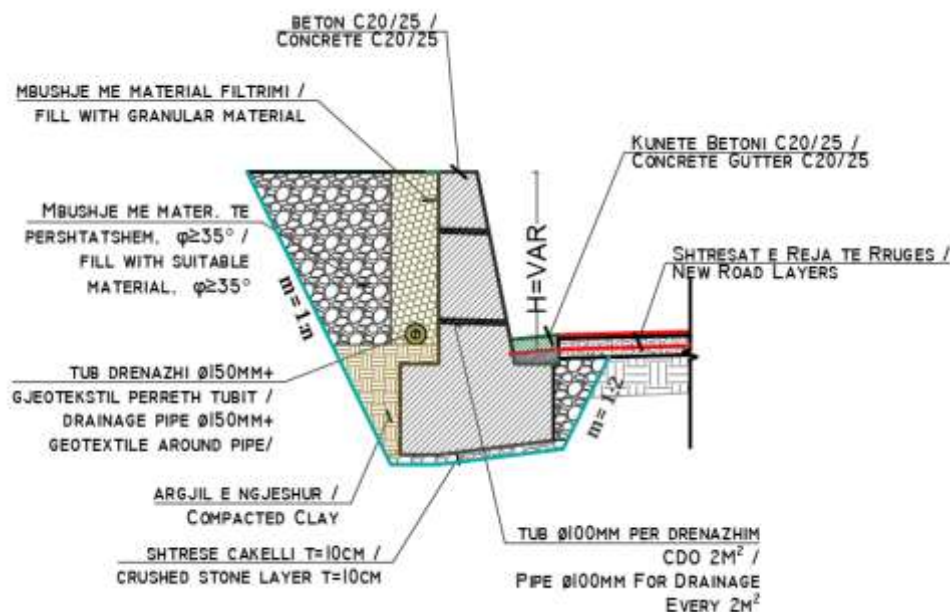 BETON C20/25 /
CONCRETE C20/25
MBUSHJE ME MATERIAL FILTRIMI /
FILL WITH GRANULAR MATERIAL
KUNETE BETONI C20/25 /
CONCRETE GUTTER C20/25
MBUSHJE ME MATER. TE
PERSHTATSHEM, φ≥35° /
FILL WITH SUITABLE
MATERIAL, φ≥35°
H=VAR
SHTRESAT E REJA TE RRUGES /
NEW ROAD LAYERS
m= 1:n
m= 1:2
TUB DRENAZHI Ø150MM+
GJEOTEKSTIL PERRETH TUBIT /
DRAINAGE PIPE Ø150MM+
GEOTEXTILE AROUND PIPE/
ARGJIL E NGJESHUR /
COMPACTED CLAY
SHTRESE CAKELLI T=10CM /
CRUSHED STONE LAYER T=10CM
TUB Ø100MM PER DRENAZHIM
CDO 2M² /
PIPE Ø100MM FOR DRAINAGE
EVERY 2M²